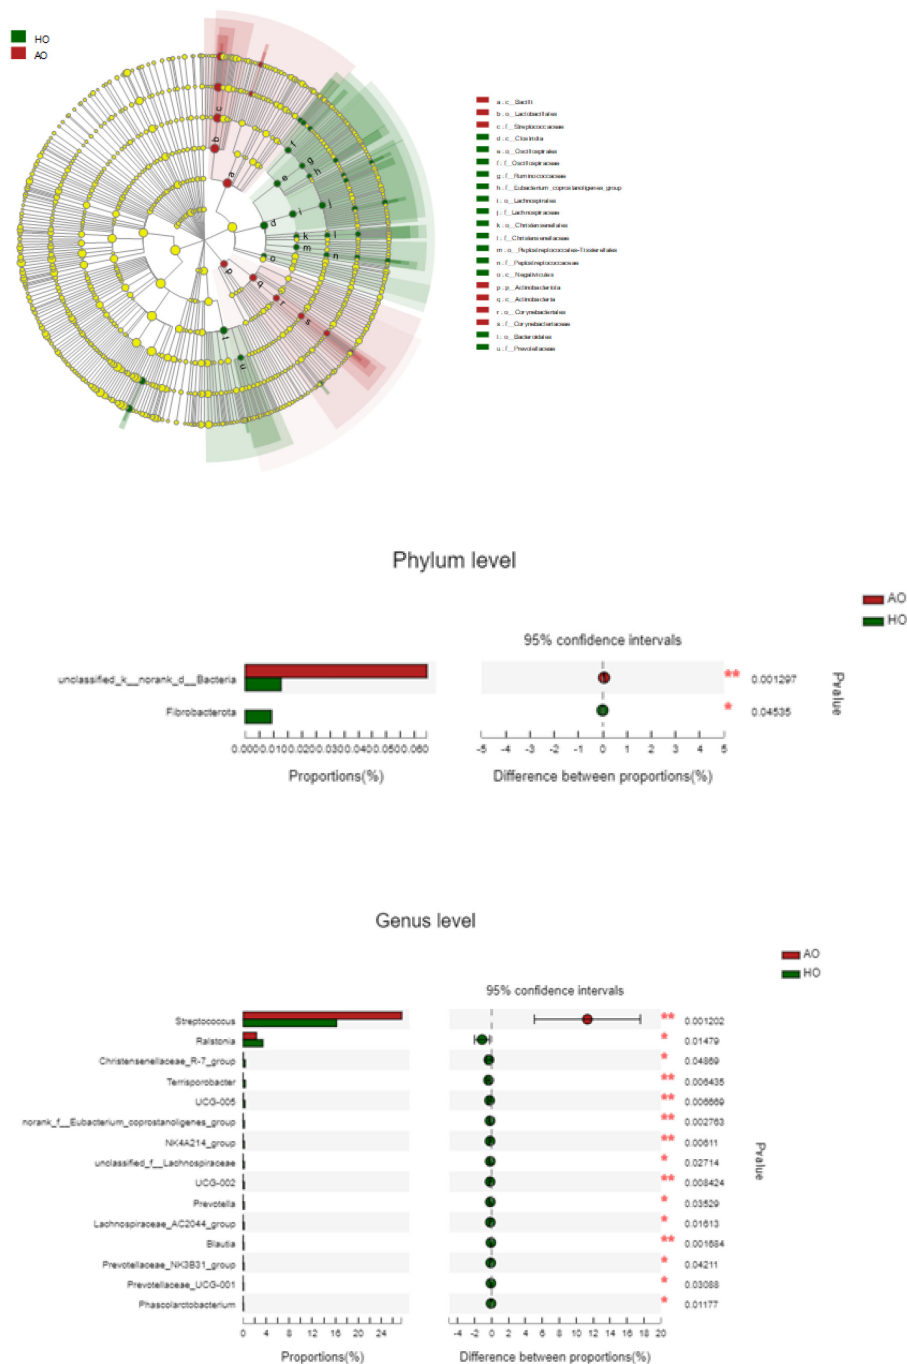 HO
AO
a : c__Bacilli
b : o__Lactobacillales
c : f__Streptococcaceae
d : c__Clostridia
e : o__Oscillospirales
f : f__Oscillospiraceae
g : f__Ruminococcaceae
h : f__Eubacterium_coprostanoligenes_group
i : o__Lachnospirales
j : f__Lachnospiraceae
k : o__Christensenellales
l : f__Christensenellaceae
m : o__Peptostreptococcales-Tissierellales
n : f__Peptostreptococcaceae
o : c__Negativicutes
p : p__Actinobacteriota
q : c__Actinobacteria
r : o__Corynebacteriales
s : f__Corynebacteriaceae
t : o__Bacteroidales
u : f__Prevotellaceae
c
b
a
f
g
h
e
j
i
d
k
l
m
n
o
p
q
r
s
t
u
Phylum level
AO
HO
95% confidence intervals
unclassified_k__norank_d__Bacteria
** 0.001297
Fibrobacterota
* 0.04535
Pvalue
0.000 0.010 0.020 0.030 0.040 0.050 0.060
-5 -4 -3 -2 -1 0 1 2 3 4 5
Proportions(%)
Difference between proportions(%)
Genus level
AO
HO
95% confidence intervals
Streptococcus ** 0.001202
Ralstonia * 0.01479
Christensenellaceae_R-7_group * 0.04869
Terrisporobacter ** 0.006435
UCG-005 ** 0.006669
norank_f__Eubacterium_coprostanoligenes_group ** 0.002763
NK4A214_group ** 0.00611
unclassified_f__Lachnospiraceae * 0.02714
UCG-002 ** 0.008424
Prevotella * 0.03529
Lachnospiraceae_AC2044_group * 0.01613
Blautia ** 0.001684
Prevotellaceae_NK3B31_group * 0.04211
Prevotellaceae_UCG-001 * 0.03088
Phascolarctobacterium * 0.01177
Pvalue
0 4 8 12 16 20 24
-4 -2 0 2 4 6 8 10 12 14 16 18 20
Proportions(%)
Difference between proportions(%)